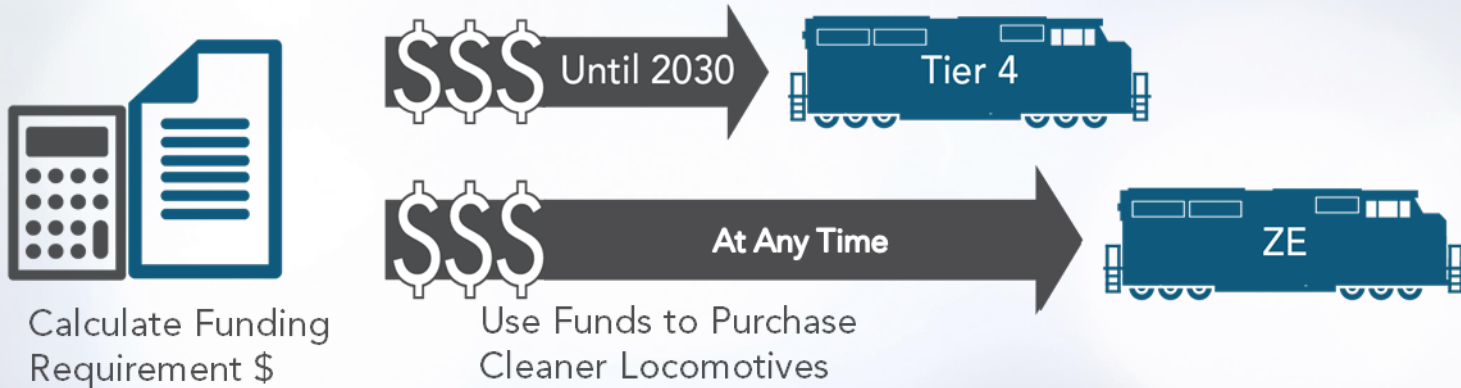 $$$ Until 2030
Tier 4
$$$ At Any Time
ZE
Calculate Funding
Requirement $
Use Funds to Purchase
Cleaner Locomotives